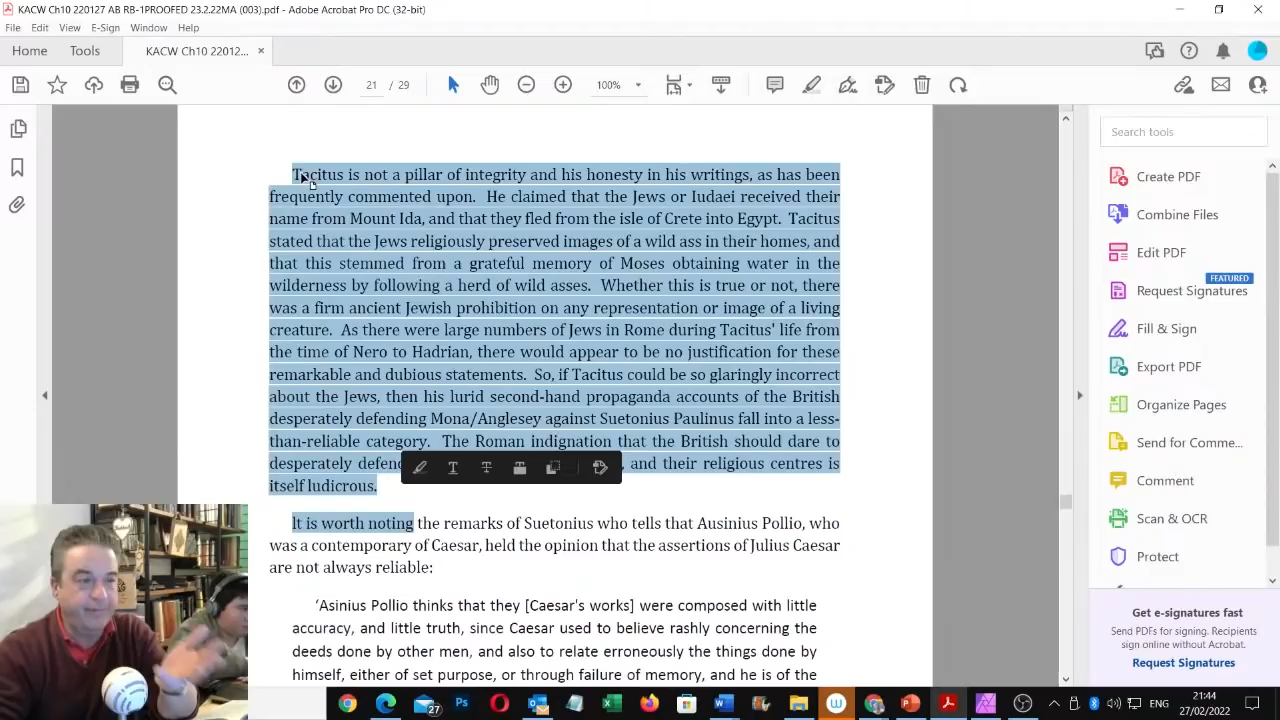 KACW Ch10 220127 AB RB-1PROOFED 23.2.22MA (003).pdf - Adobe Acrobat Pro DC (32-bit)
File Edit View E-Sign Window Help
Home Tools KACW Ch10 22012... ×
21 / 29 100%
Search tools
Tacitus is not a pillar of integrity and his honesty in his writings, as has been
frequently commented upon. He claimed that the Jews or Iudaei received their
name from Mount Ida, and that they fled from the isle of Crete into Egypt. Tacitus
stated that the Jews religiously preserved images of a wild ass in their homes, and
that this stemmed from a grateful memory of Moses obtaining water in the
wilderness by following a herd of wild asses. Whether this is true or not, there
was a firm ancient Jewish prohibition on any representation or image of a living
creature. As there were large numbers of Jews in Rome during Tacitus' life from
the time of Nero to Hadrian, there would appear to be no justification for these
remarkable and dubious statements. So, if Tacitus could be so glaringly incorrect
about the Jews, then his lurid second-hand propaganda accounts of the British
desperately defending Mona/Anglesey against Suetonius Paulinus fall into a less-
than-reliable category. The Roman indignation that the British should dare to
desperately defend , and their religious centres is
itself ludicrous.
It is worth noting the remarks of Suetonius who tells that Ausinius Pollio, who
was a contemporary of Caesar, held the opinion that the assertions of Julius Caesar
are not always reliable:
'Asinius Pollio thinks that they [Caesar's works] were composed with little
accuracy, and little truth, since Caesar used to believe rashly concerning the
deeds done by other men, and also to relate erroneously the things done by
himself, either of set purpose, or through failure of memory, and he is of the
Create PDF
Combine Files
Edit PDF
FEATURED
Request Signatures
Fill & Sign
Export PDF
Organize Pages
Send for Comme...
Comment
Scan & OCR
Protect
Get e-signatures fast
Send PDFs for signing. Recipients
sign online without Acrobat.
Request Signatures
27
ENG
21:44
27/02/2022